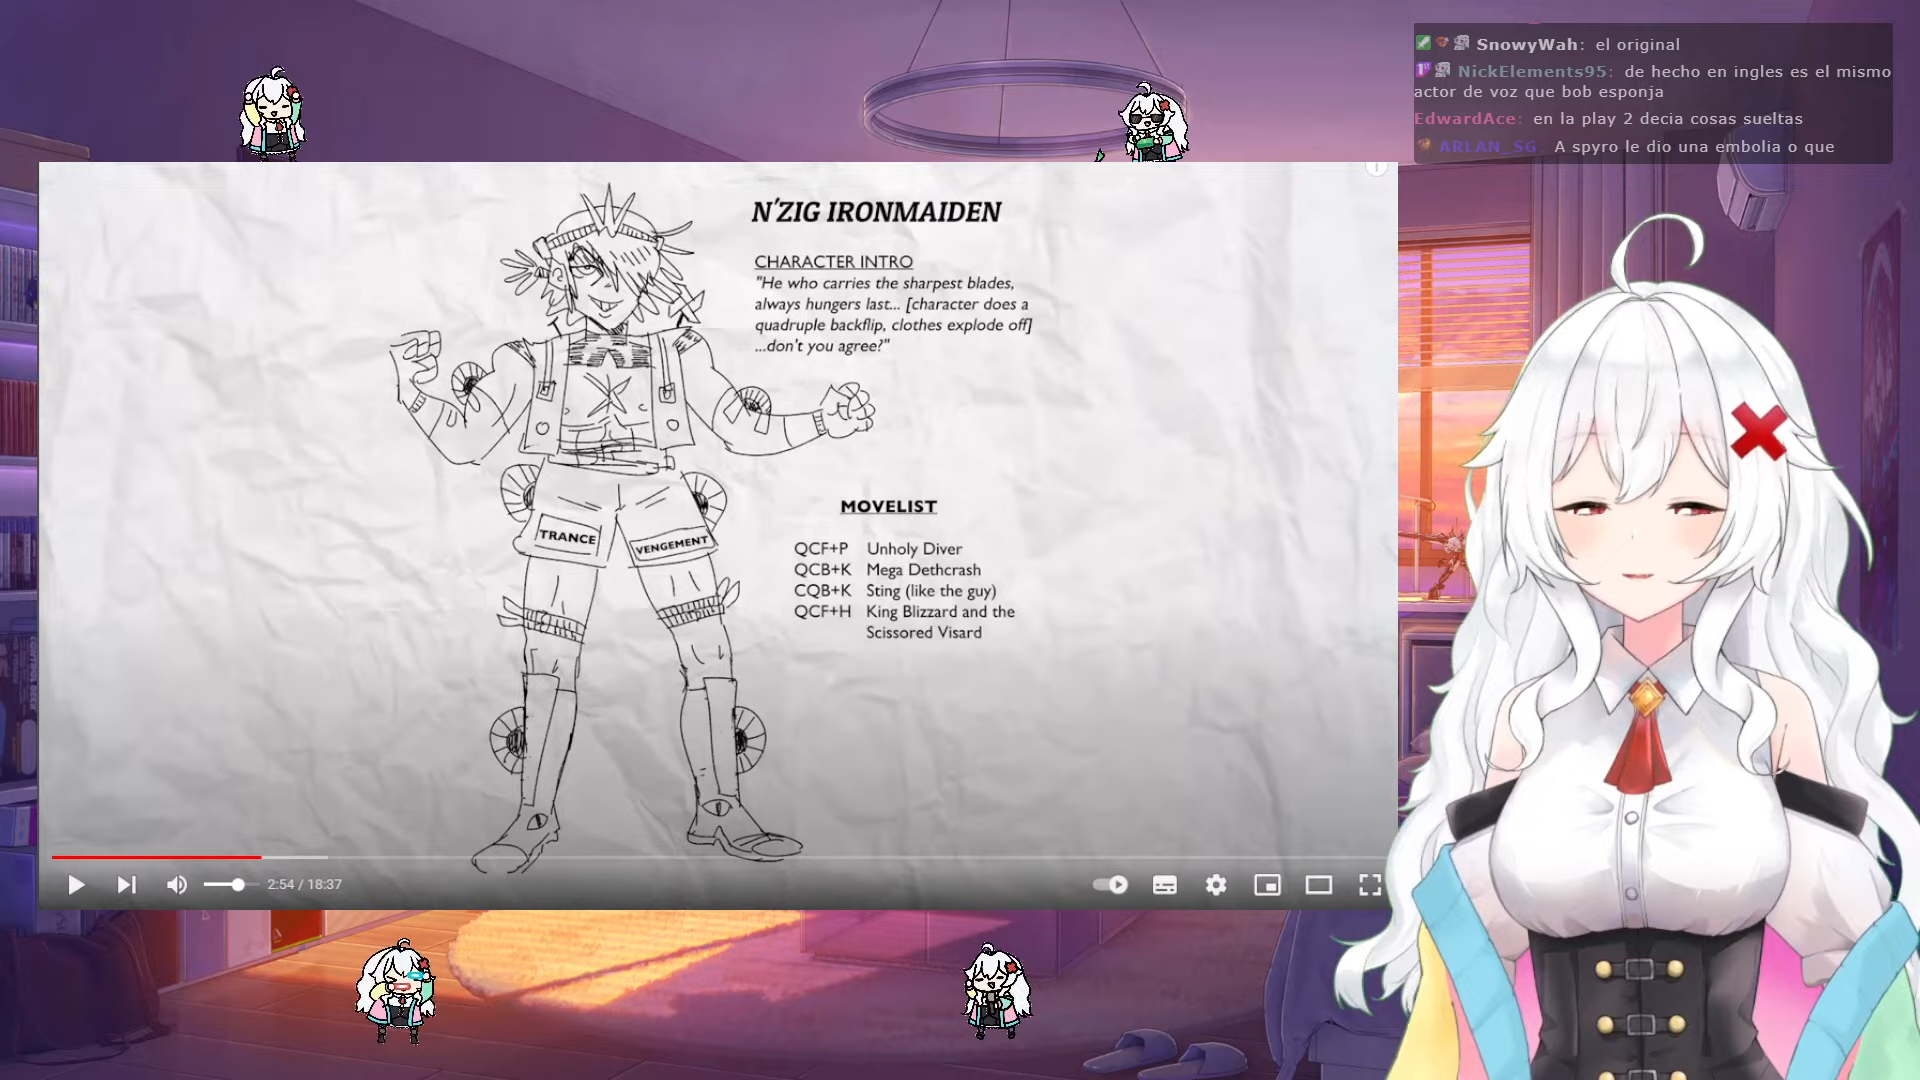 SnowyWah: el original
NickElements95: de hecho en ingles es el mismo
actor de voz que bob esponja
EdwardAce: en la play 2 decia cosas sueltas
ARLAN_SG A spyro le dio una embolia o que
N'ZIG IRONMAIDEN
CHARACTER INTRO
"He who carries the sharpest blades,
always hungers last... [character does a
quadruple backflip, clothes explode off]
...don't you agree?"
MOVELIST
QCF+P Unholy Diver
QCB+K Mega Dethcrash
CQB+K Sting (like the guy)
QCF+H King Blizzard and the
Scissored Visard
TRANCE
VENGEMENT
2:54 / 18:37